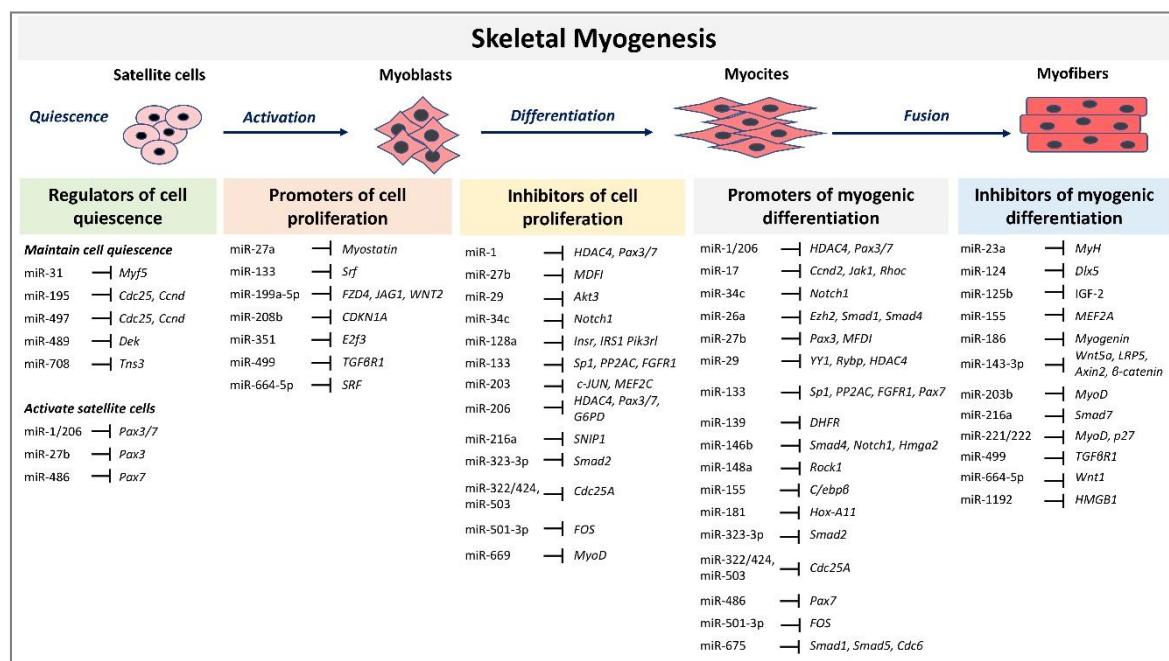 Skeletal Myogenesis
Satellite cells
Myoblasts
Myocites
Myofibers
Quiescence
Activation
Differentiation
Fusion
Regulators of cell
quiescence
Maintain cell quiescence
miR-31 Myf5
miR-195 Cdc25, Ccnd
miR-497 Cdc25, Ccnd
miR-489 Dek
miR-708 Tns3
Activate satellite cells
miR-1/206 Pax3/7
miR-27b Pax3
miR-486 Pax7
Promoters of cell
proliferation
miR-27a Myostatin
miR-133 Srf
miR-199a-5p FZD4, JAG1, WNT2
miR-208b CDKN1A
miR-351 E2f3
miR-499 TGFβR1
miR-664-5p SRF
Inhibitors of cell
proliferation
miR-1 HDAC4, Pax3/7
miR-27b MDFI
miR-29 Akt3
miR-34c Notch1
miR-128a Insr, IRS1 Pik3rl
miR-133 Sp1, PP2AC, FGFR1
miR-203 c-JUN, MEF2C
miR-206 HDAC4, Pax3/7,
G6PD
miR-216a SNIP1
miR-323-3p Smad2
miR-322/424, Cdc25A
miR-503
miR-501-3p FOS
miR-669 MyoD
Promoters of myogenic
differentiation
miR-1/206 HDAC4, Pax3/7
miR-17 Ccnd2, Jak1, Rhoc
miR-34c Notch1
miR-26a Ezh2, Smad1, Smad4
miR-27b Pax3, MFDI
miR-29 YY1, Rybp, HDAC4
miR-133 Sp1, PP2AC, FGFR1, Pax7
miR-139 DHFR
miR-146b Smad4, Notch1, Hmga2
miR-148a Rock1
miR-155 C/ebpβ
miR-181 Hox-A11
miR-323-3p Smad2
miR-322/424, Cdc25A
miR-503
miR-486 Pax7
miR-501-3p FOS
miR-675 Smad1, Smad5, Cdc6
Inhibitors of myogenic
differentiation
miR-23a MyH
miR-124 Dlx5
miR-125b IGF-2
miR-155 MEF2A
miR-186 Myogenin
miR-143-3p Wnt5a, LRP5,
Axin2, β-catenin
miR-203b MyoD
miR-216a Smad7
miR-221/222 MyoD, p27
miR-499 TGFβR1
miR-664-5p Wnt1
miR-1192 HMGB1